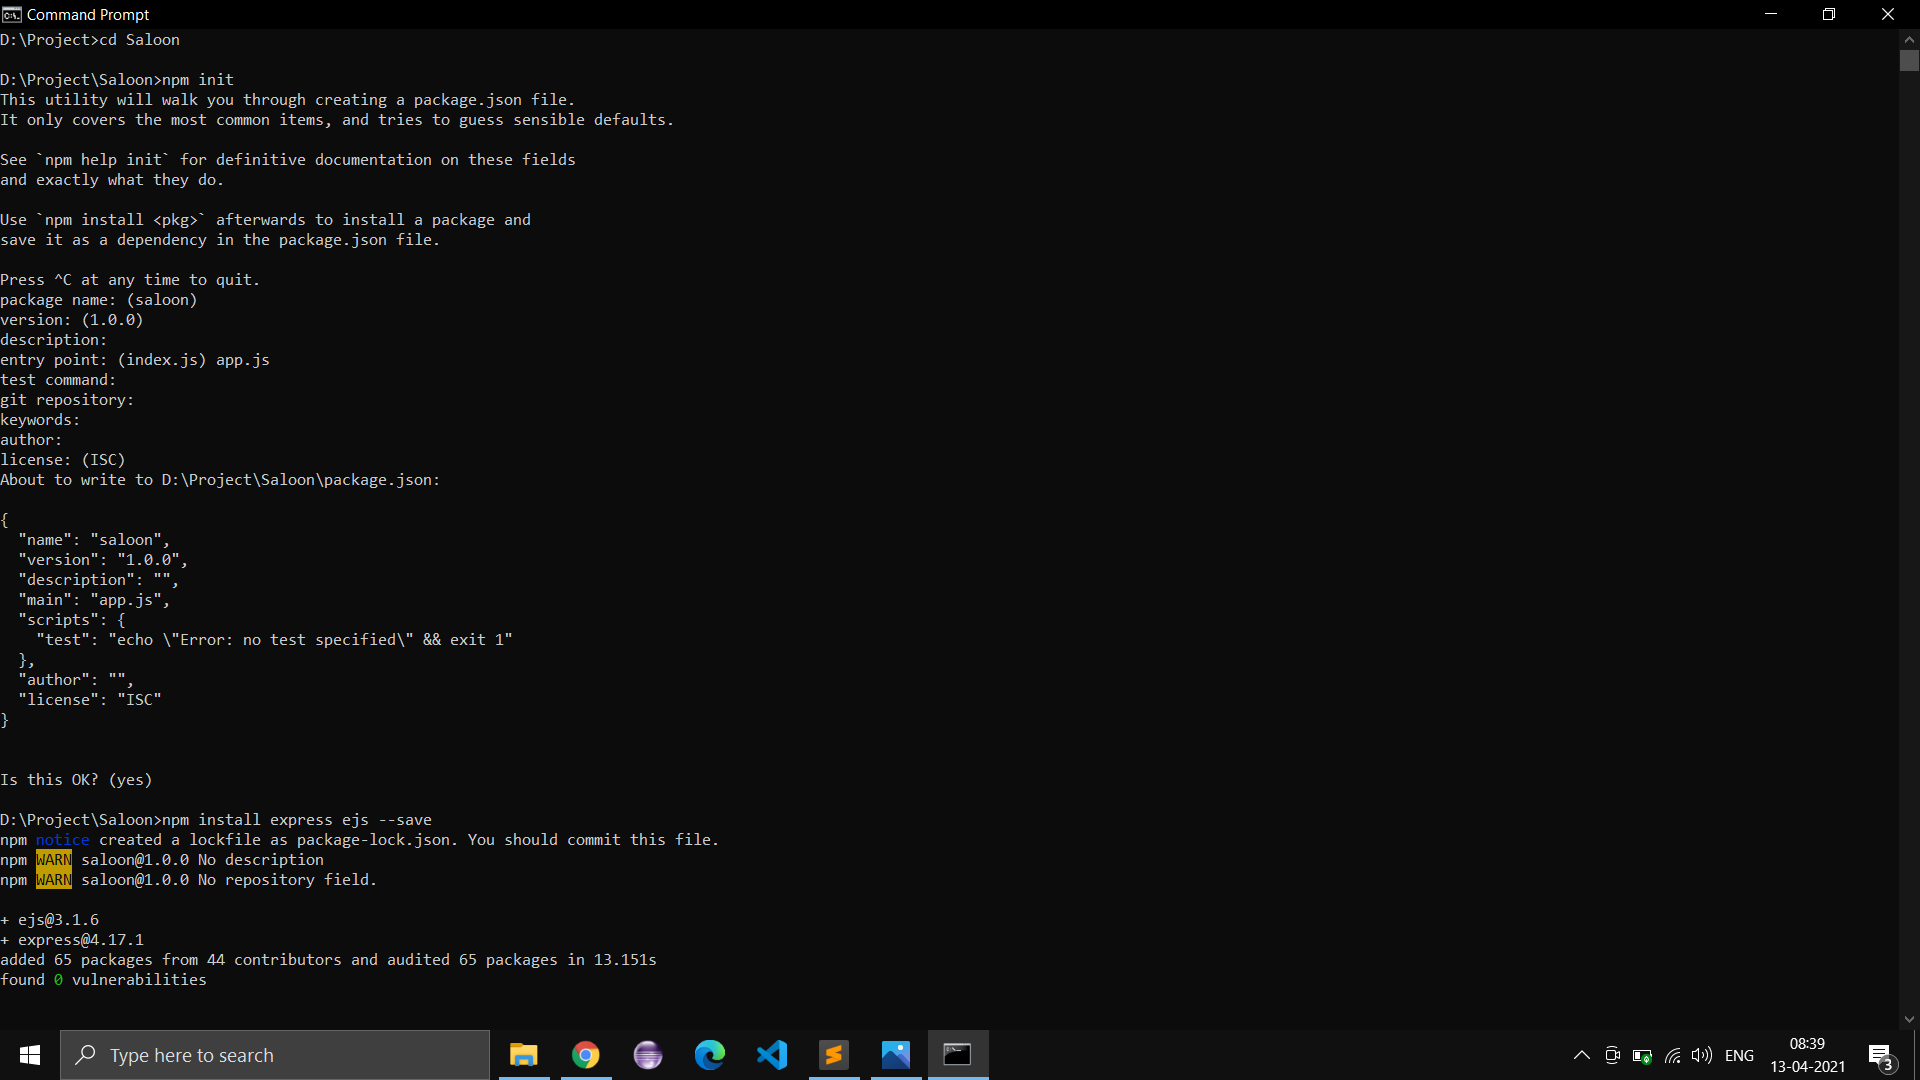 Command Prompt
D:\Project>cd Saloon
D:\Project\Saloon>npm init
This utility will walk you through creating a package.json file.
It only covers the most common items, and tries to guess sensible defaults.
See `npm help init` for definitive documentation on these fields
and exactly what they do.
Use `npm install <pkg>` afterwards to install a package and
save it as a dependency in the package.json file.
Press ^C at any time to quit.
package name: (saloon)
version: (1.0.0)
description:
entry point: (index.js) app.js
test command:
git repository:
keywords:
author:
license: (ISC)
About to write to D:\Project\Saloon\package.json:
{
  "name": "saloon",
  "version": "1.0.0",
  "description": "",
  "main": "app.js",
  "scripts": {
    "test": "echo \"Error: no test specified\" && exit 1"
  },
  "author": "",
  "license": "ISC"
}
Is this OK? (yes)
D:\Project\Saloon>npm install express ejs --save
npm notice created a lockfile as package-lock.json. You should commit this file.
npm WARN saloon@1.0.0 No description
npm WARN saloon@1.0.0 No repository field.
+ ejs@3.1.6
+ express@4.17.1
added 65 packages from 44 contributors and audited 65 packages in 13.151s
found 0 vulnerabilities
Type here to search
ENG
08:39
13-04-2021
3